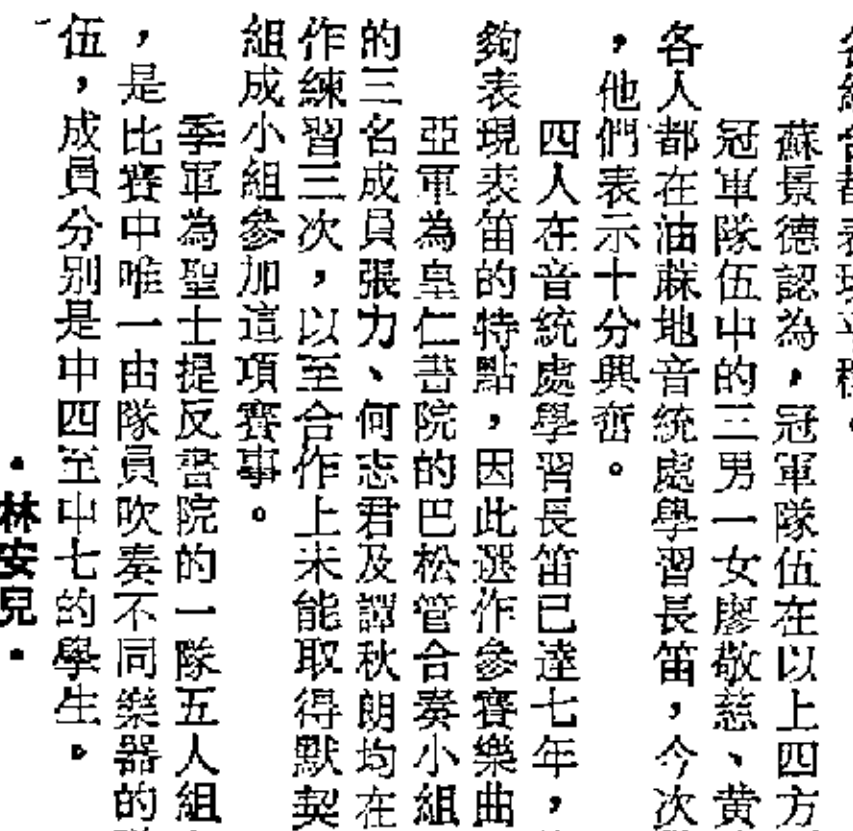 各組合都表現平穩。
蘇景德認為，冠軍隊伍在以上四方
冠軍隊伍中的三男一女廖敬慈、黄
各人都在油蔴地音統處學習長笛，今次
，他們表示十分興奮。
四人在音統處學習長笛已達七年，
夠表現表笛的特點，因此選作參賽樂曲
亞軍為皇仁書院的巴松管合奏小組
的三名成員張力、何志君及譚秋朗均在
作練習三次，以至合作上未能取得默契
組成小組參加這項賽事。
季軍為聖士提反書院的一隊五人組
，是比賽中唯一由隊員吹奏不同樂器的
伍，成員分別是中四至中七的學生。
·林安兒·